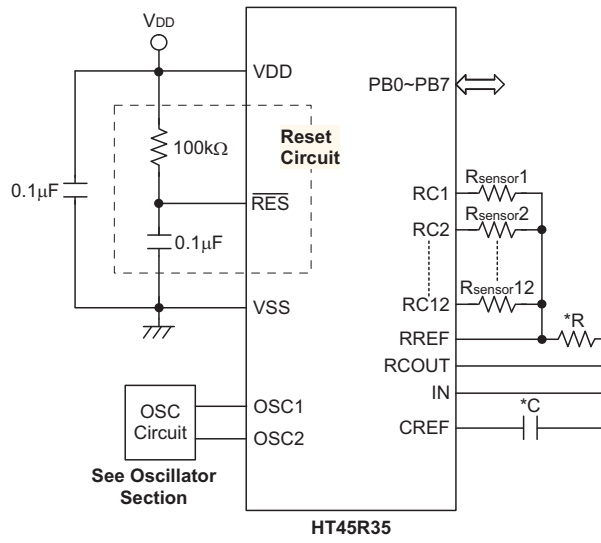 VDD
VDD
PB0~PB7
Reset
Circuit
100kΩ
0.1μF
RES
0.1μF
RC1
Rsensor1
RC2
Rsensor2
RC12
Rsensor12
VSS
RREF
*R
RCOUT
IN
CREF
*C
OSC
Circuit
OSC1
OSC2
See Oscillator
Section
HT45R35